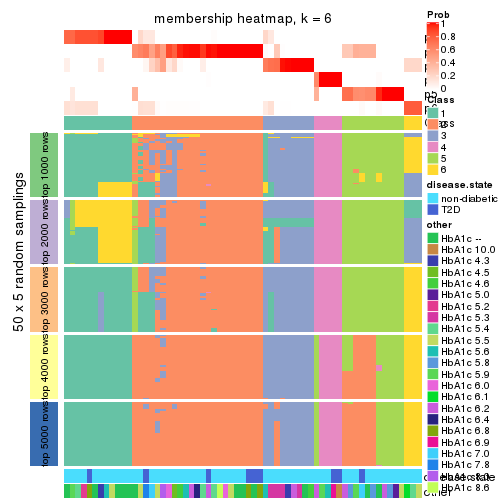 membership heatmap, k = 6
50 x 5 random samplings
top 1000 rows
top 2000 rows
top 3000 rows
top 4000 rows
top 5000 rows
Prob
1
0.8
0.6
0.4
0.2
0
Class
1
2
3
4
5
6
disease.state
non-diabetic
T2D
other
HbA1c --
HbA1c 10.0
HbA1c 4.3
HbA1c 4.5
HbA1c 4.6
HbA1c 5.0
HbA1c 5.2
HbA1c 5.3
HbA1c 5.4
HbA1c 5.5
HbA1c 5.6
HbA1c 5.8
HbA1c 5.9
HbA1c 6.0
HbA1c 6.1
HbA1c 6.2
HbA1c 6.4
HbA1c 6.8
HbA1c 6.9
HbA1c 7.0
HbA1c 7.8
disease.state
HbA1c 8.6
other